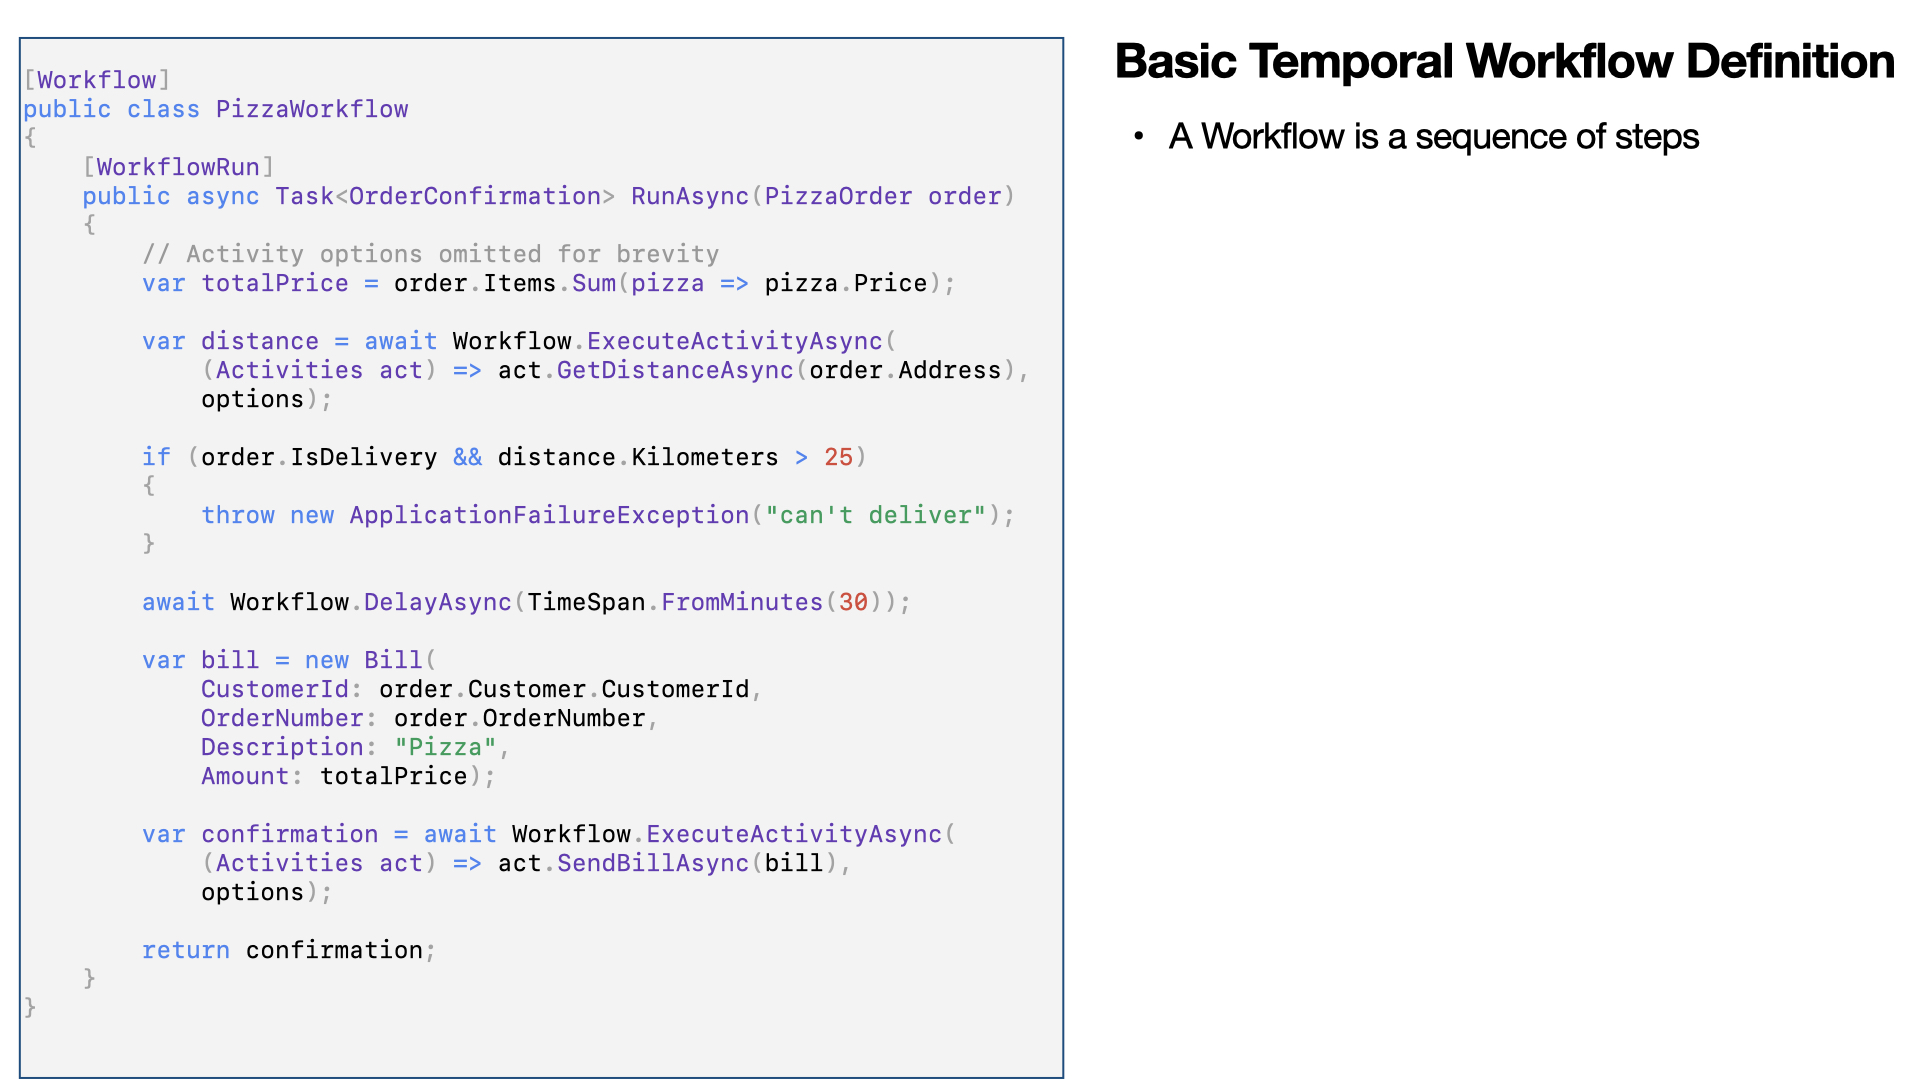 [Workflow]
public class PizzaWorkflow
{
    [WorkflowRun]
    public async Task<OrderConfirmation> RunAsync(PizzaOrder order)
    {
        // Activity options omitted for brevity
        var totalPrice = order.Items.Sum(pizza => pizza.Price);

        var distance = await Workflow.ExecuteActivityAsync(
            (Activities act) => act.GetDistanceAsync(order.Address),
            options);

        if (order.IsDelivery && distance.Kilometers > 25)
        {
            throw new ApplicationFailureException("can't deliver");
        }

        await Workflow.DelayAsync(TimeSpan.FromMinutes(30));

        var bill = new Bill(
            CustomerId: order.Customer.CustomerId,
            OrderNumber: order.OrderNumber,
            Description: "Pizza",
            Amount: totalPrice);

        var confirmation = await Workflow.ExecuteActivityAsync(
            (Activities act) => act.SendBillAsync(bill),
            options);

        return confirmation;
    }
}
Basic Temporal Workflow Definition
• A Workflow is a sequence of steps